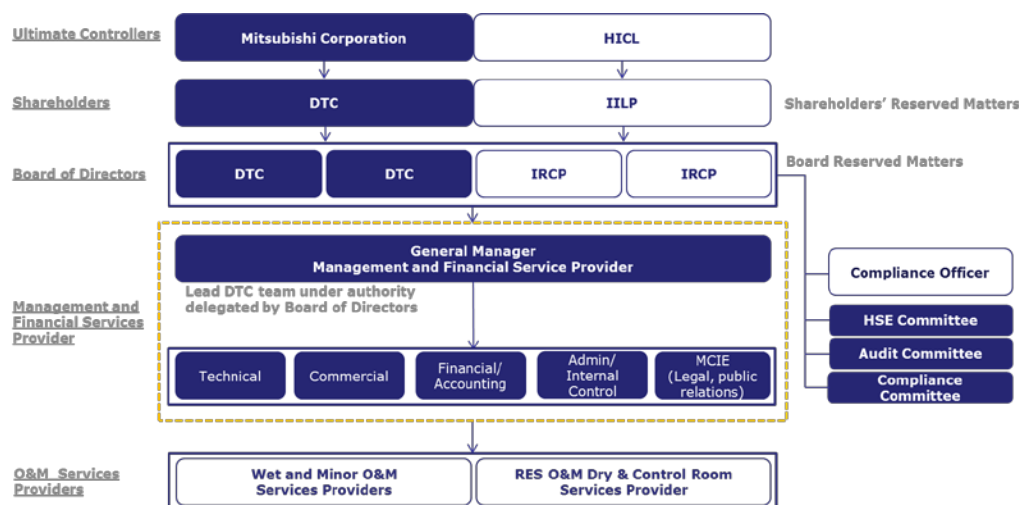 Ultimate Controllers
Mitsubishi Corporation
HICL
Shareholders
DTC
IILP
Shareholders' Reserved Matters
Board of Directors
DTC
DTC
IRCP
IRCP
Board Reserved Matters
General Manager
Management and Financial Service Provider
Lead DTC team under authority
delegated by Board of Directors
Management and
Financial Services
Provider
Technical
Commercial
Financial/
Accounting
Admin/
Internal
Control
MCIE
(Legal, public
relations)
Compliance Officer
HSE Committee
Audit Committee
Compliance
Committee
O&M Services
Providers
Wet and Minor O&M
Services Providers
RES O&M Dry & Control Room
Services Provider